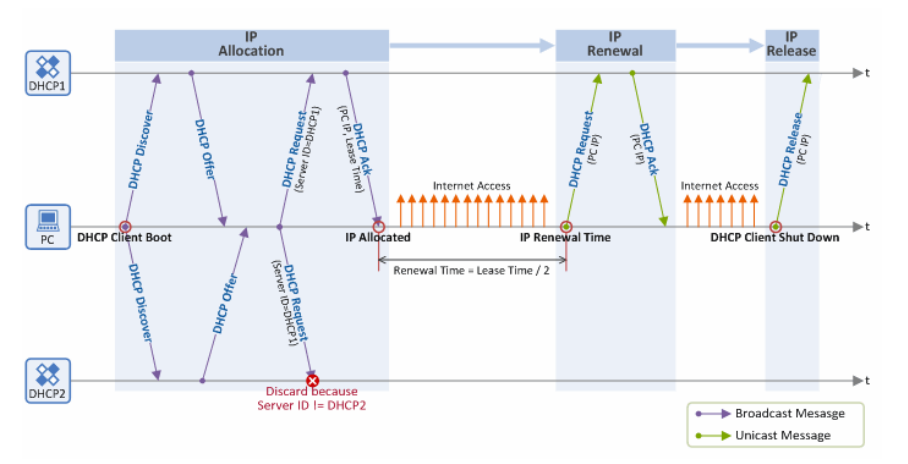 IP
Allocation
IP
Renewal
IP
Release
DHCP1
t
DHCP Discover
DHCP Offer
DHCP Request
(Server ID=DHCP1)
DHCP Ack
(PC IP, Lease Time)
DHCP Request
(PC IP)
DHCP Ack
(PC IP)
DHCP Release
(PC IP)
Internet Access
Internet Access
PC
t
DHCP Client Boot
IP Allocated
IP Renewal Time
DHCP Client Shut Down
Renewal Time = Lease Time / 2
DHCP Discover
DHCP Offer
DHCP Request
(Server ID=DHCP1)
DHCP2
t
Discard because
Server ID != DHCP2
Broadcast Mesasge
Unicast Message